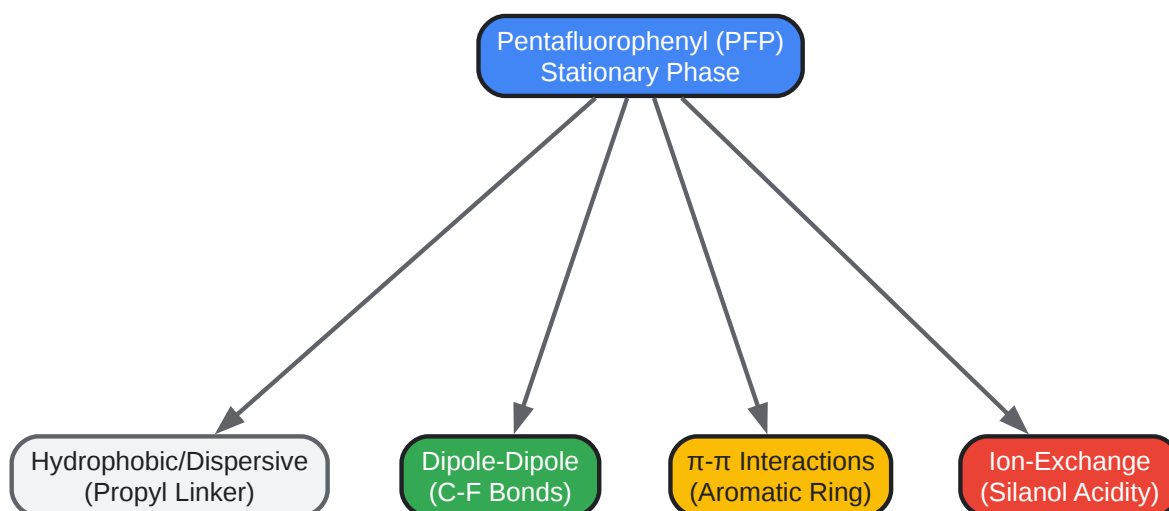 Pentafluorophenyl (PFP)
Stationary Phase
Hydrophobic/Dispersive
(Propyl Linker)
Dipole-Dipole
(C-F Bonds)
π-π Interactions
(Aromatic Ring)
Ion-Exchange
(Silanol Acidity)